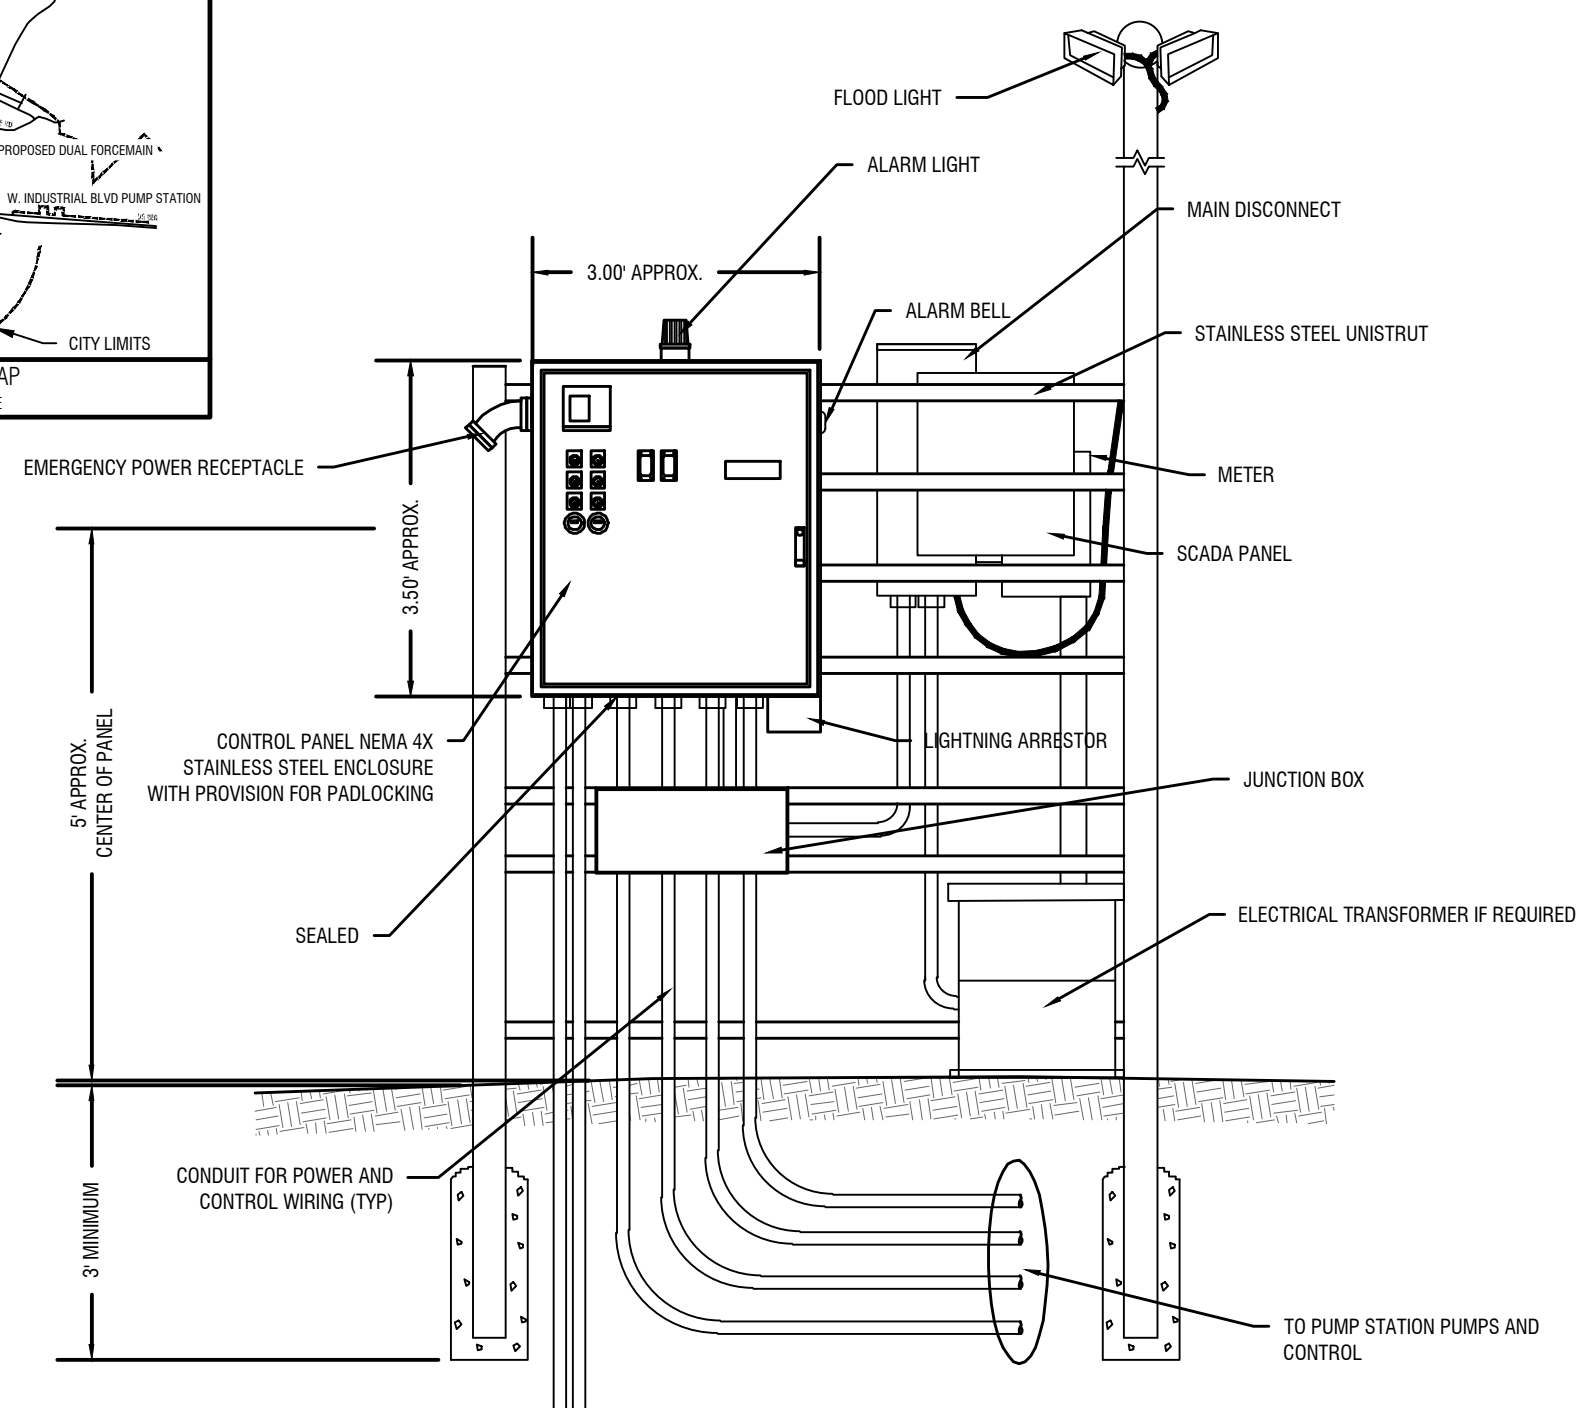 PROPOSED DUAL FORCEMAIN
W. INDUSTRIAL BLVD PUMP STATION
CITY LIMITS
FLOOD LIGHT
ALARM LIGHT
MAIN DISCONNECT
3.00' APPROX.
ALARM BELL
STAINLESS STEEL UNISTRUT
EMERGENCY POWER RECEPTACLE
METER
3.50' APPROX.
SCADA PANEL
CONTROL PANEL NEMA 4X
STAINLESS STEEL ENCLOSURE
WITH PROVISION FOR PADLOCKING
LIGHTNING ARRESTOR
5' APPROX.
CENTER OF PANEL
JUNCTION BOX
SEALED
ELECTRICAL TRANSFORMER IF REQUIRED
CONDUIT FOR POWER AND
CONTROL WIRING (TYP)
3' MINIMUM
TO PUMP STATION PUMPS AND
CONTROL